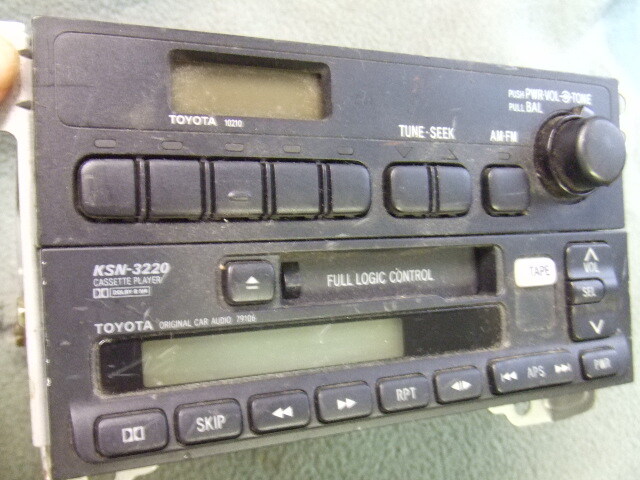 PUSH PWR·VOL TONE
PULL BAL
TOYOTA 10210
TUNE·SEEK AM·FM
KSN-3220
CASSETTE PLAYER
DOLBY B NR
FULL LOGIC CONTROL
TAPE
VOL
SEL
TOYOTA ORIGINAL CAR AUDIO 79106
SKIP RPT APS PWR